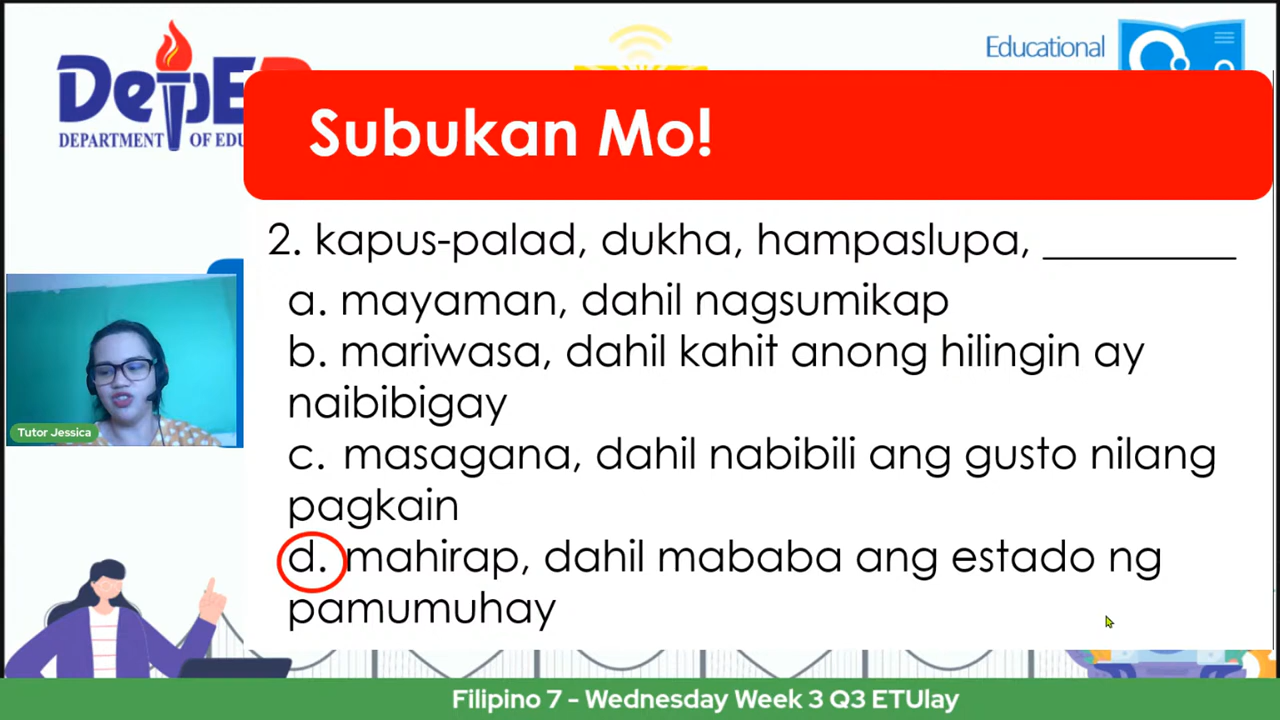 DepE
DEPARTMENT OF EDU
Educational
Subukan Mo!
2. kapus-palad, dukha, hampaslupa, __________
a. mayaman, dahil nagsumikap
b. mariwasa, dahil kahit anong hilingin ay
naibibigay
c. masagana, dahil nabibili ang gusto nilang
pagkain
d. mahirap, dahil mababa ang estado ng
pamumuhay
Tutor Jessica
Filipino 7 - Wednesday Week 3 Q3 ETUlay